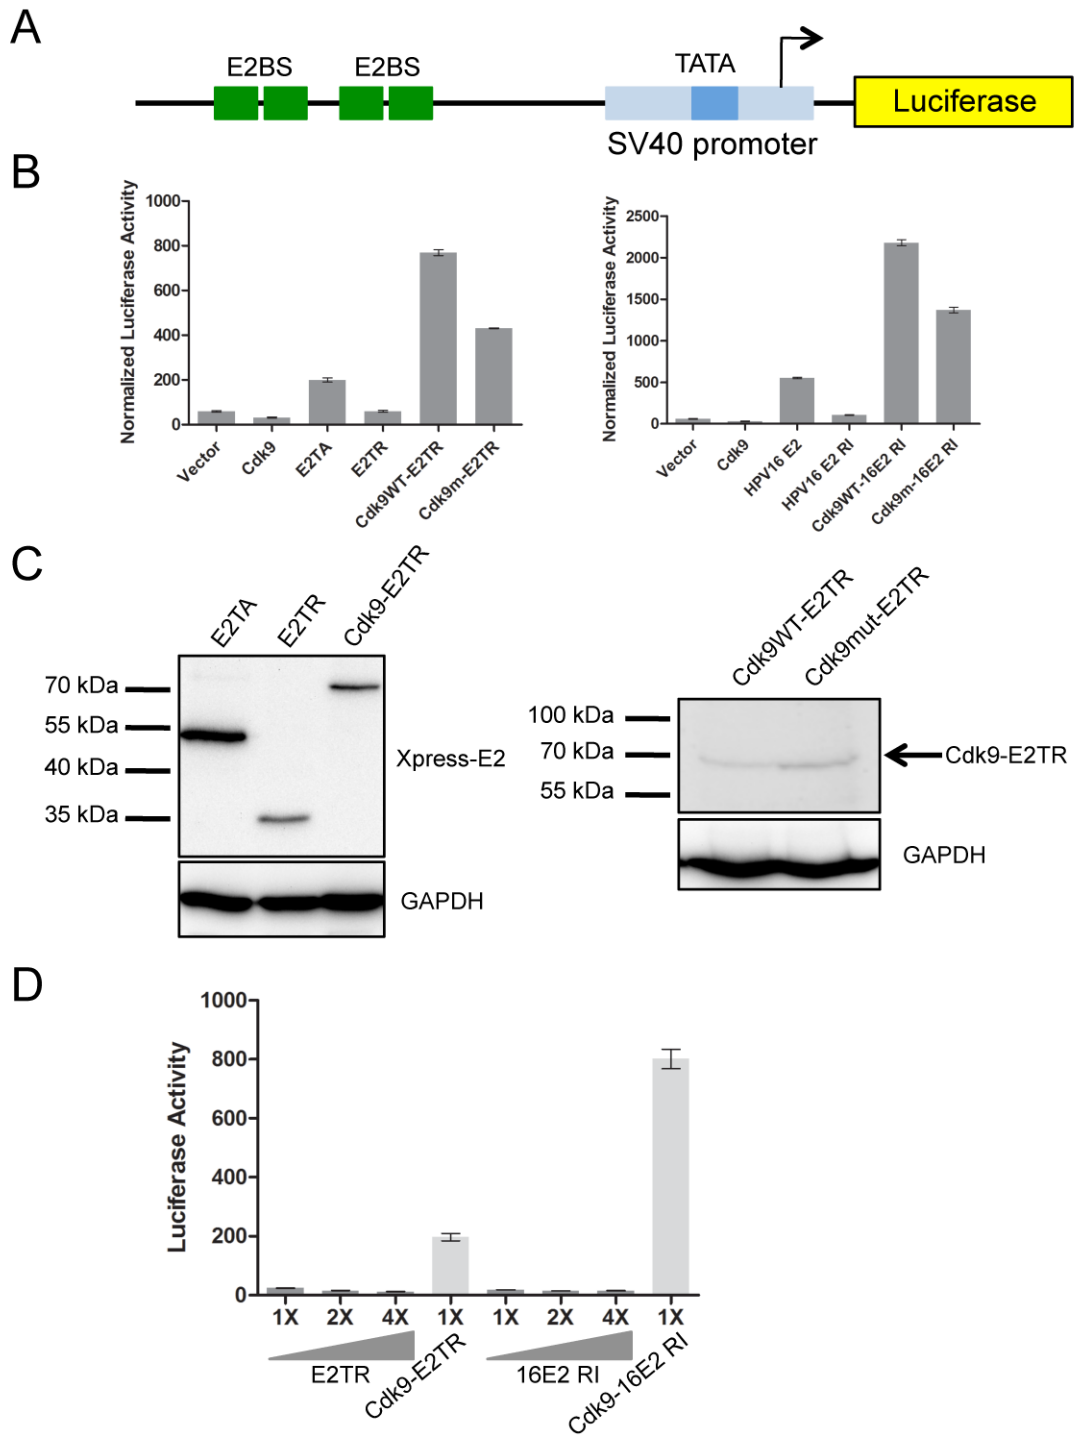 A
E2BS
E2BS
TATA
Luciferase
SV40 promoter
B
Normalized Luciferase Activity
1000
800
600
400
200
0
Vector
Cdk9
E2TA
E2TR
Cdk9WT-E2TR
Cdk9m-E2TR
Normalized Luciferase Activity
2500
2000
1500
1000
500
0
Vector
Cdk9
HPV16 E2
HPV16 E2 RI
Cdk9WT-16E2 RI
Cdk9m-16E2 RI
C
E2TA
E2TR
Cdk9-E2TR
70 kDa
55 kDa
40 kDa
35 kDa
Xpress-E2
GAPDH
Cdk9WT-E2TR
Cdk9mut-E2TR
100 kDa
70 kDa
55 kDa
Cdk9-E2TR
GAPDH
D
Luciferase Activity
1000
800
600
400
200
0
1X 2X 4X 1X 1X 2X 4X 1X
E2TR
Cdk9-E2TR
16E2 RI
Cdk9-16E2 RI